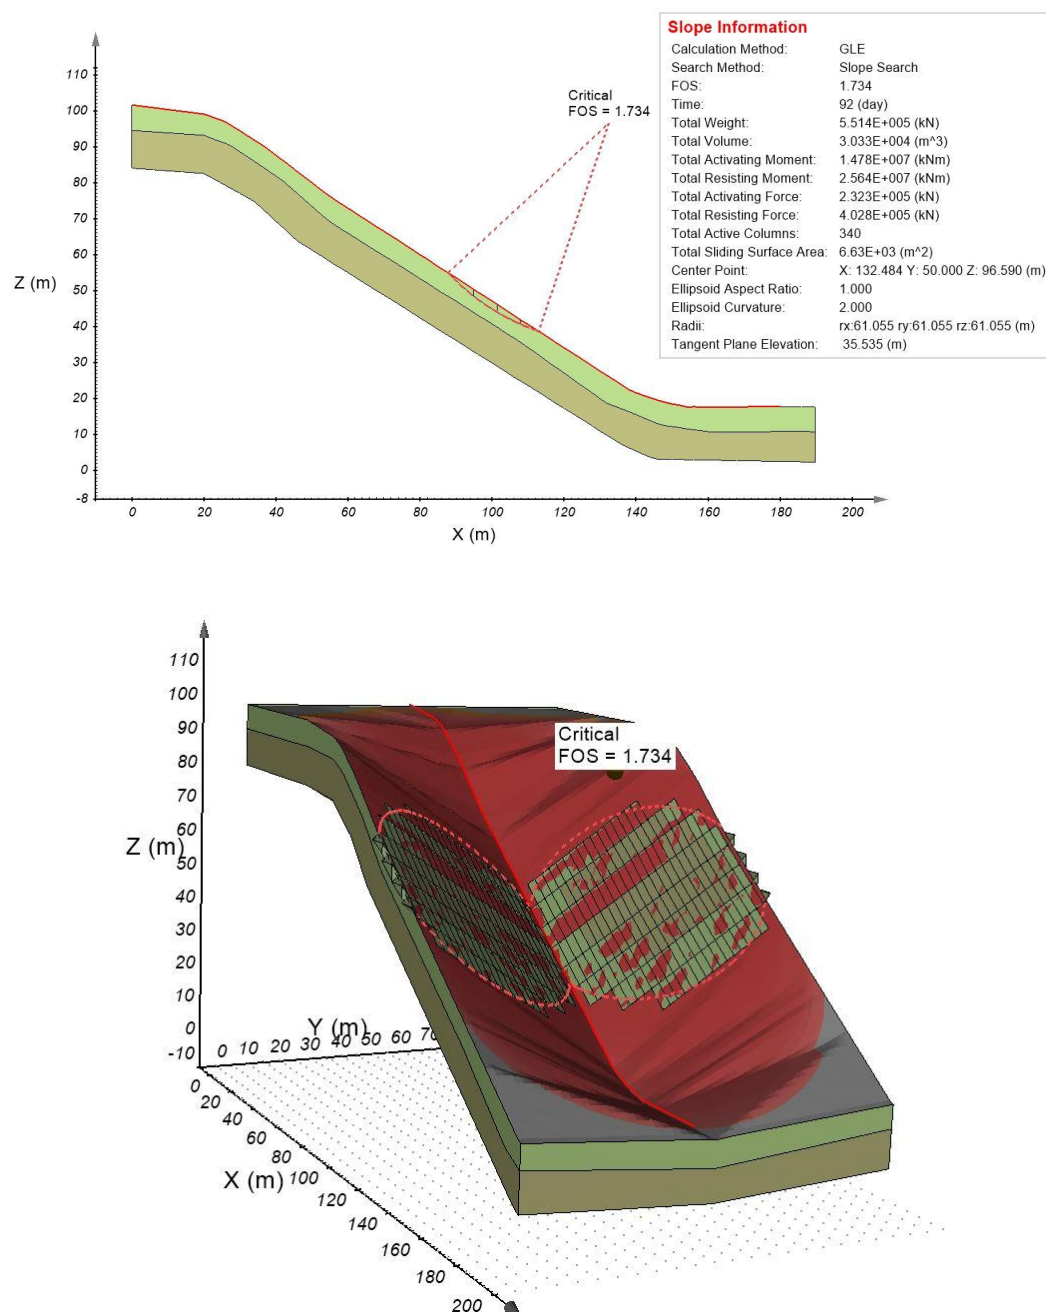 Slope Information
Calculation Method: GLE
Search Method: Slope Search
FOS: 1.734
Time: 92 (day)
Total Weight: 5.514E+005 (kN)
Total Volume: 3.033E+004 (m^3)
Total Activating Moment: 1.478E+007 (kNm)
Total Resisting Moment: 2.564E+007 (kNm)
Total Activating Force: 2.323E+005 (kN)
Total Resisting Force: 4.028E+005 (kN)
Total Active Columns: 340
Total Sliding Surface Area: 6.63E+03 (m^2)
Center Point: X: 132.484 Y: 50.000 Z: 96.590 (m)
Ellipsoid Aspect Ratio: 1.000
Ellipsoid Curvature: 2.000
Radii: rx:61.055 ry:61.055 rz:61.055 (m)
Tangent Plane Elevation: 35.535 (m)
Critical
FOS = 1.734
110
100
90
80
70
60
50
40
30
20
10
0
-8
Z (m)
0 20 40 60 80 100 120 140 160 180 200
X (m)
110
100
90
80
70
60
50
40
30
20
10
0
-10
Z (m)
Critical
FOS = 1.734
Y (m)
0 10 20 30 40 50 60
X (m)
0
20
40
60
80
100
120
140
160
180
200